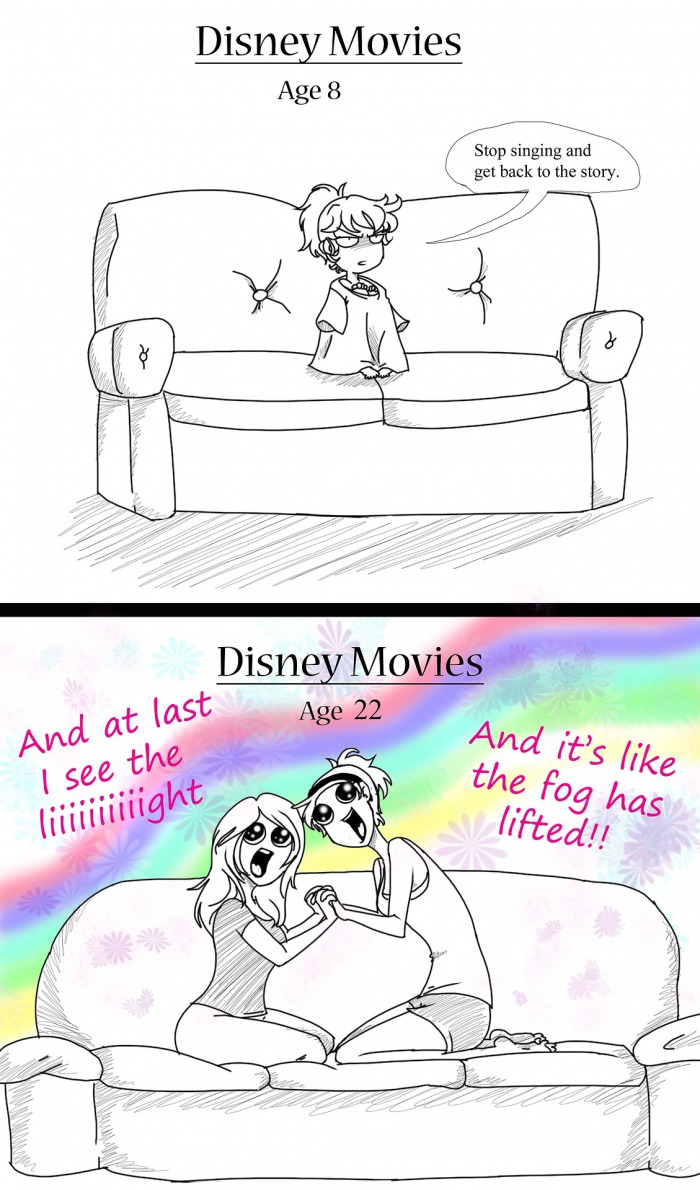 Disney Movies
Age 8
Stop singing and
get back to the story.
Disney Movies
Age 22
And at last
I see the
liiiiiiiiiiight
And it's like
the fog has
lifted!!